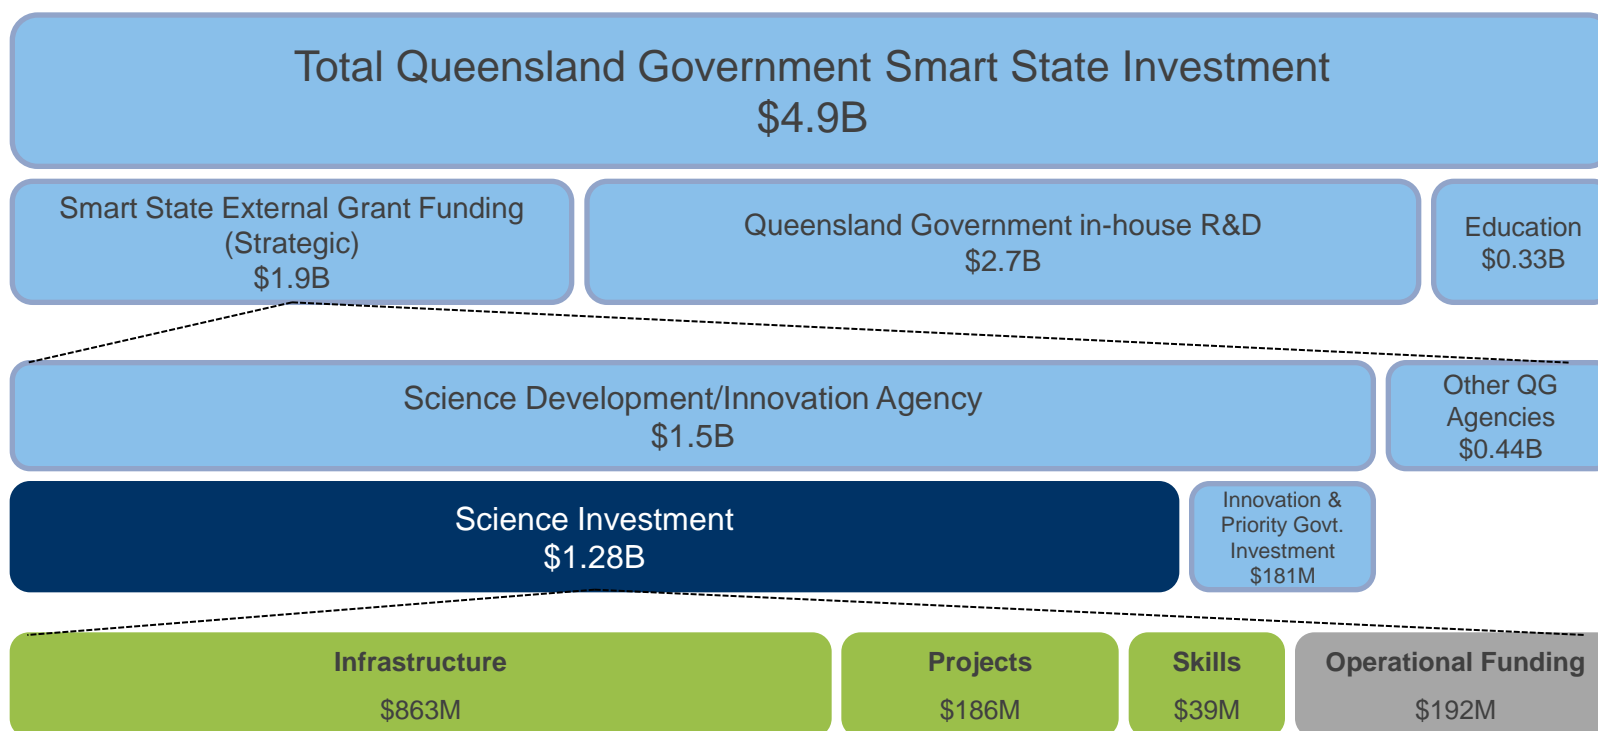 Total Queensland Government Smart State Investment
$4.9B
Smart State External Grant Funding
(Strategic)
$1.9B
Queensland Government in-house R&D
$2.7B
Education
$0.33B
Science Development/Innovation Agency
$1.5B
Other QG
Agencies
$0.44B
Science Investment
$1.28B
Innovation &
Priority Govt.
Investment
$181M
Infrastructure
$863M
Projects
$186M
Skills
$39M
Operational Funding
$192M